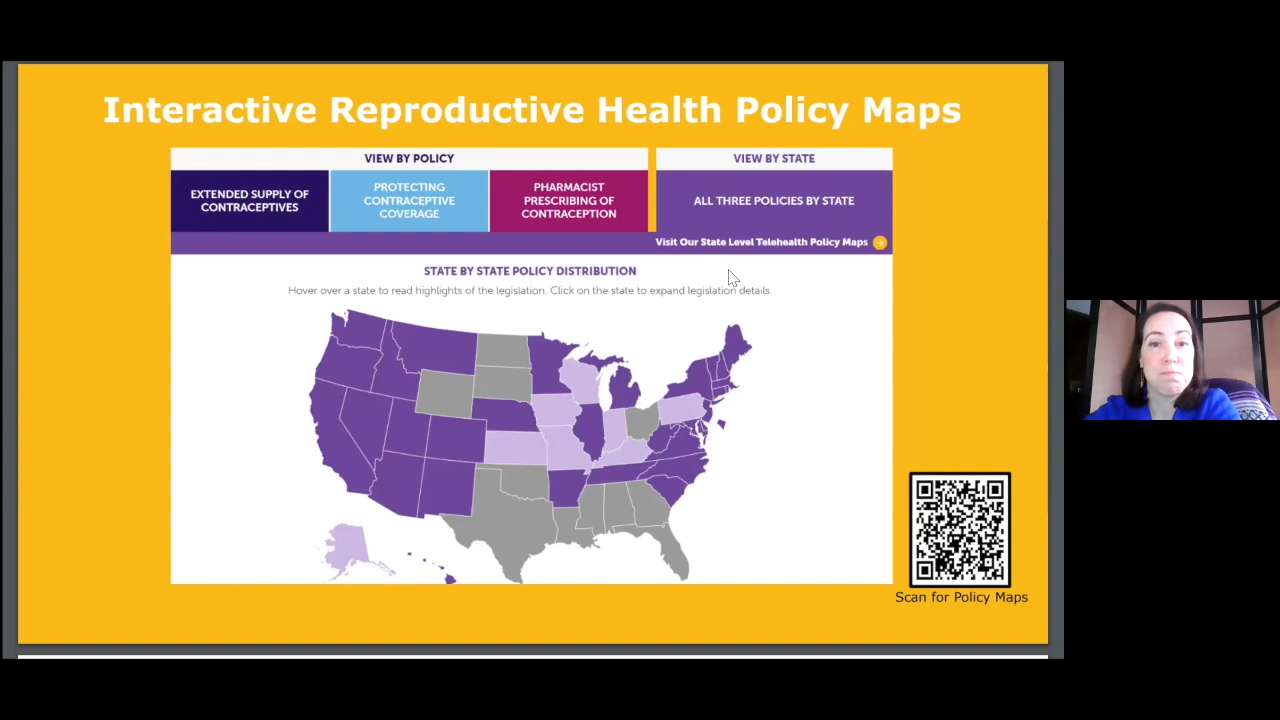 Interactive Reproductive Health Policy Maps
VIEW BY POLICY
VIEW BY STATE
EXTENDED SUPPLY OF
CONTRACEPTIVES
PROTECTING
CONTRACEPTIVE
COVERAGE
PHARMACIST
PRESCRIBING OF
CONTRACEPTION
ALL THREE POLICIES BY STATE
Visit Our State Level Telehealth Policy Maps
STATE BY STATE POLICY DISTRIBUTION
Hover over a state to read highlights of the legislation. Click on the state to expand legislation details.
Scan for Policy Maps